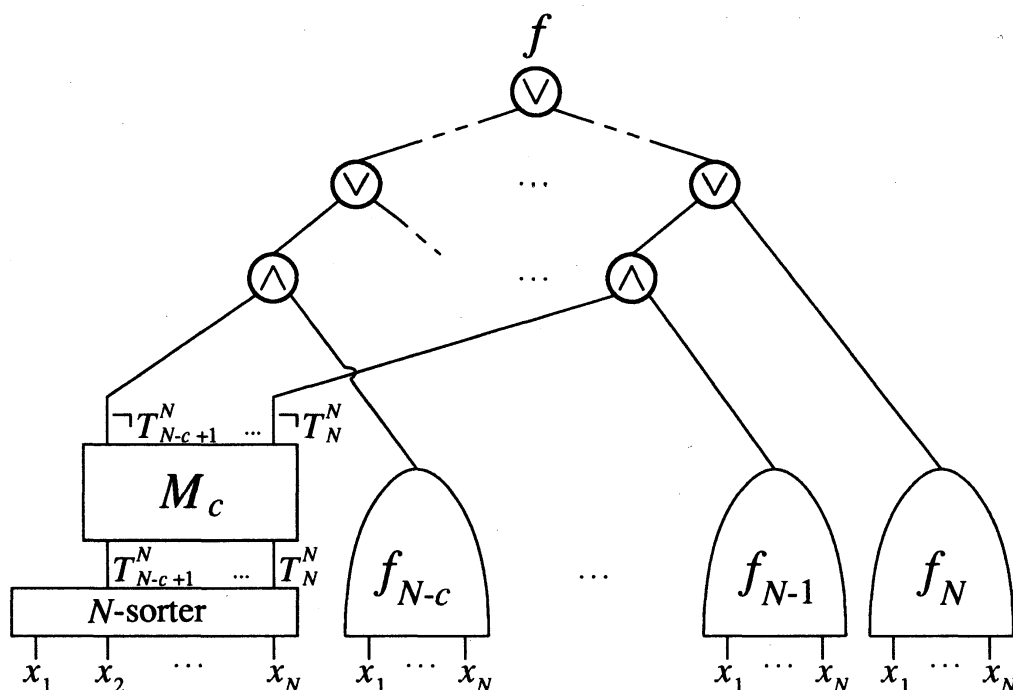 f
∨
∨ ... ∨
∧ ... ∧
¬T^N_{N-c+1} ... ¬T^N_N
M_c
T^N_{N-c+1} ... T^N_N
N-sorter
f_{N-c} ... f_{N-1} f_N
x_1 x_2 ... x_N x_1 ... x_N x_1 ... x_N x_1 ... x_N